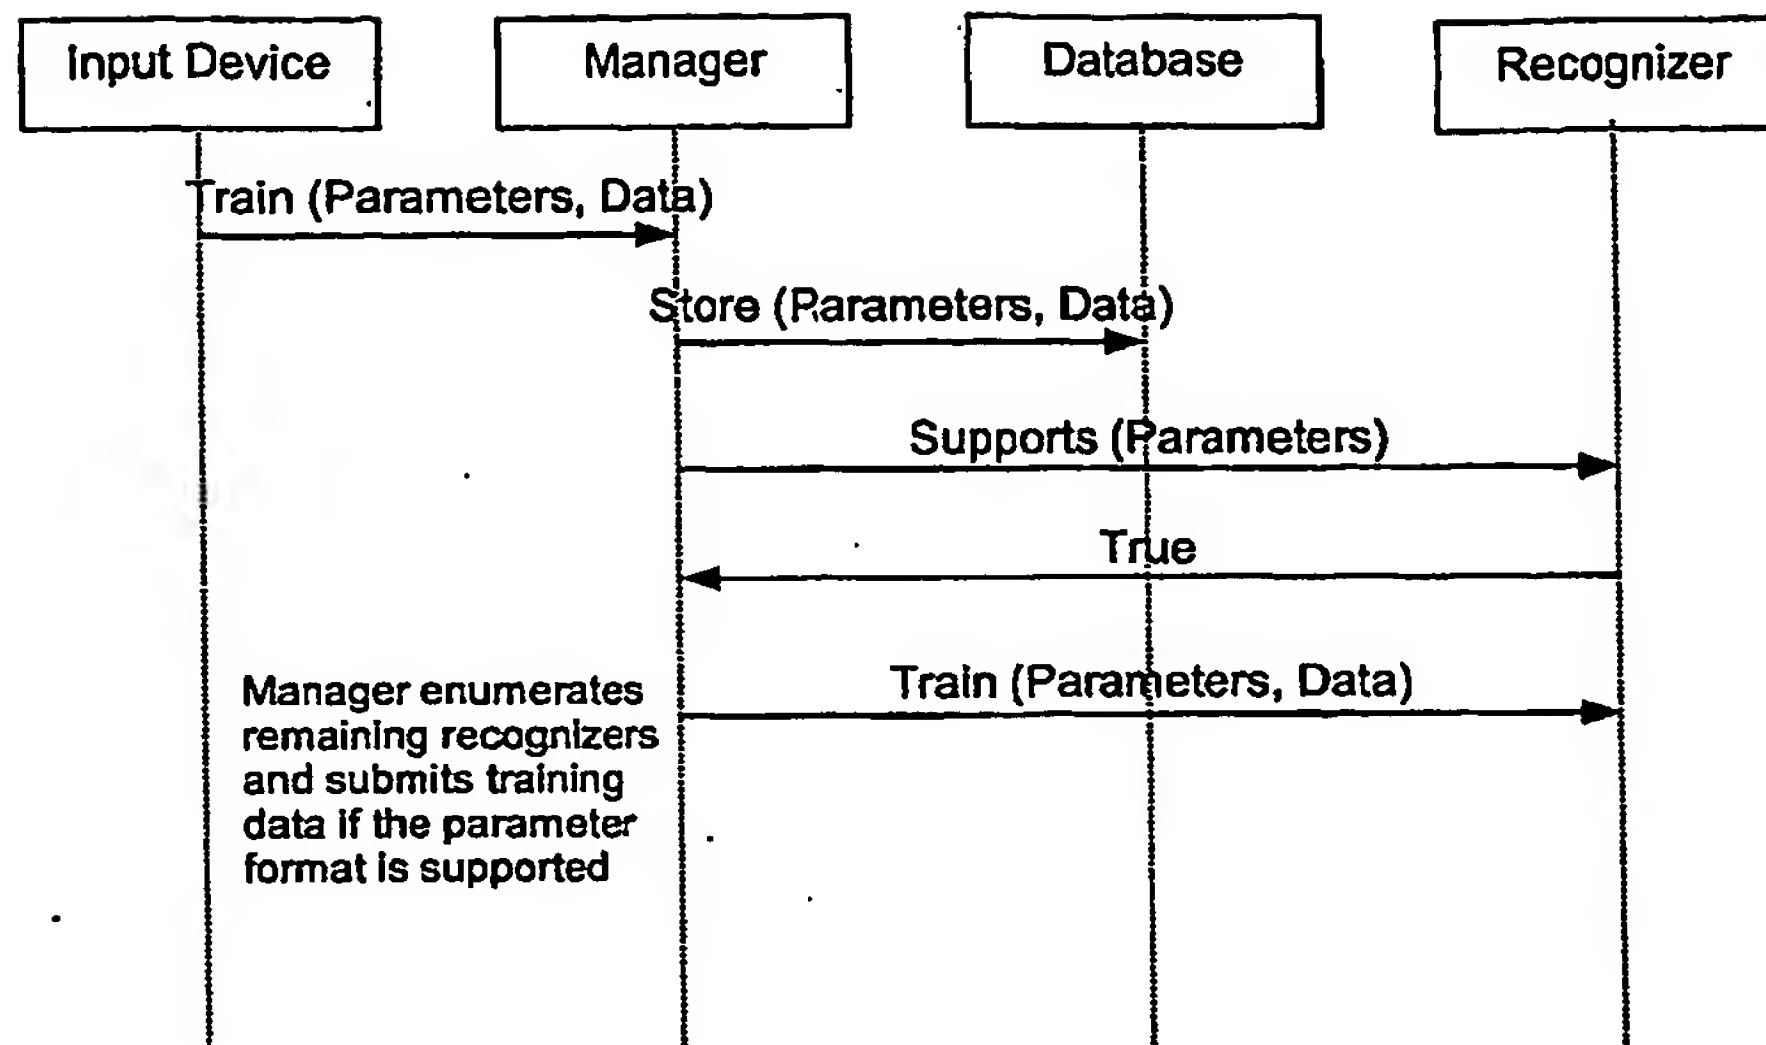 Input Device
Manager
Database
Recognizer
Train (Parameters, Data)
Store (Parameters, Data)
Supports (Parameters)
True
Train (Parameters, Data)
Manager enumerates
remaining recognizers
and submits training
data if the parameter
format is supported